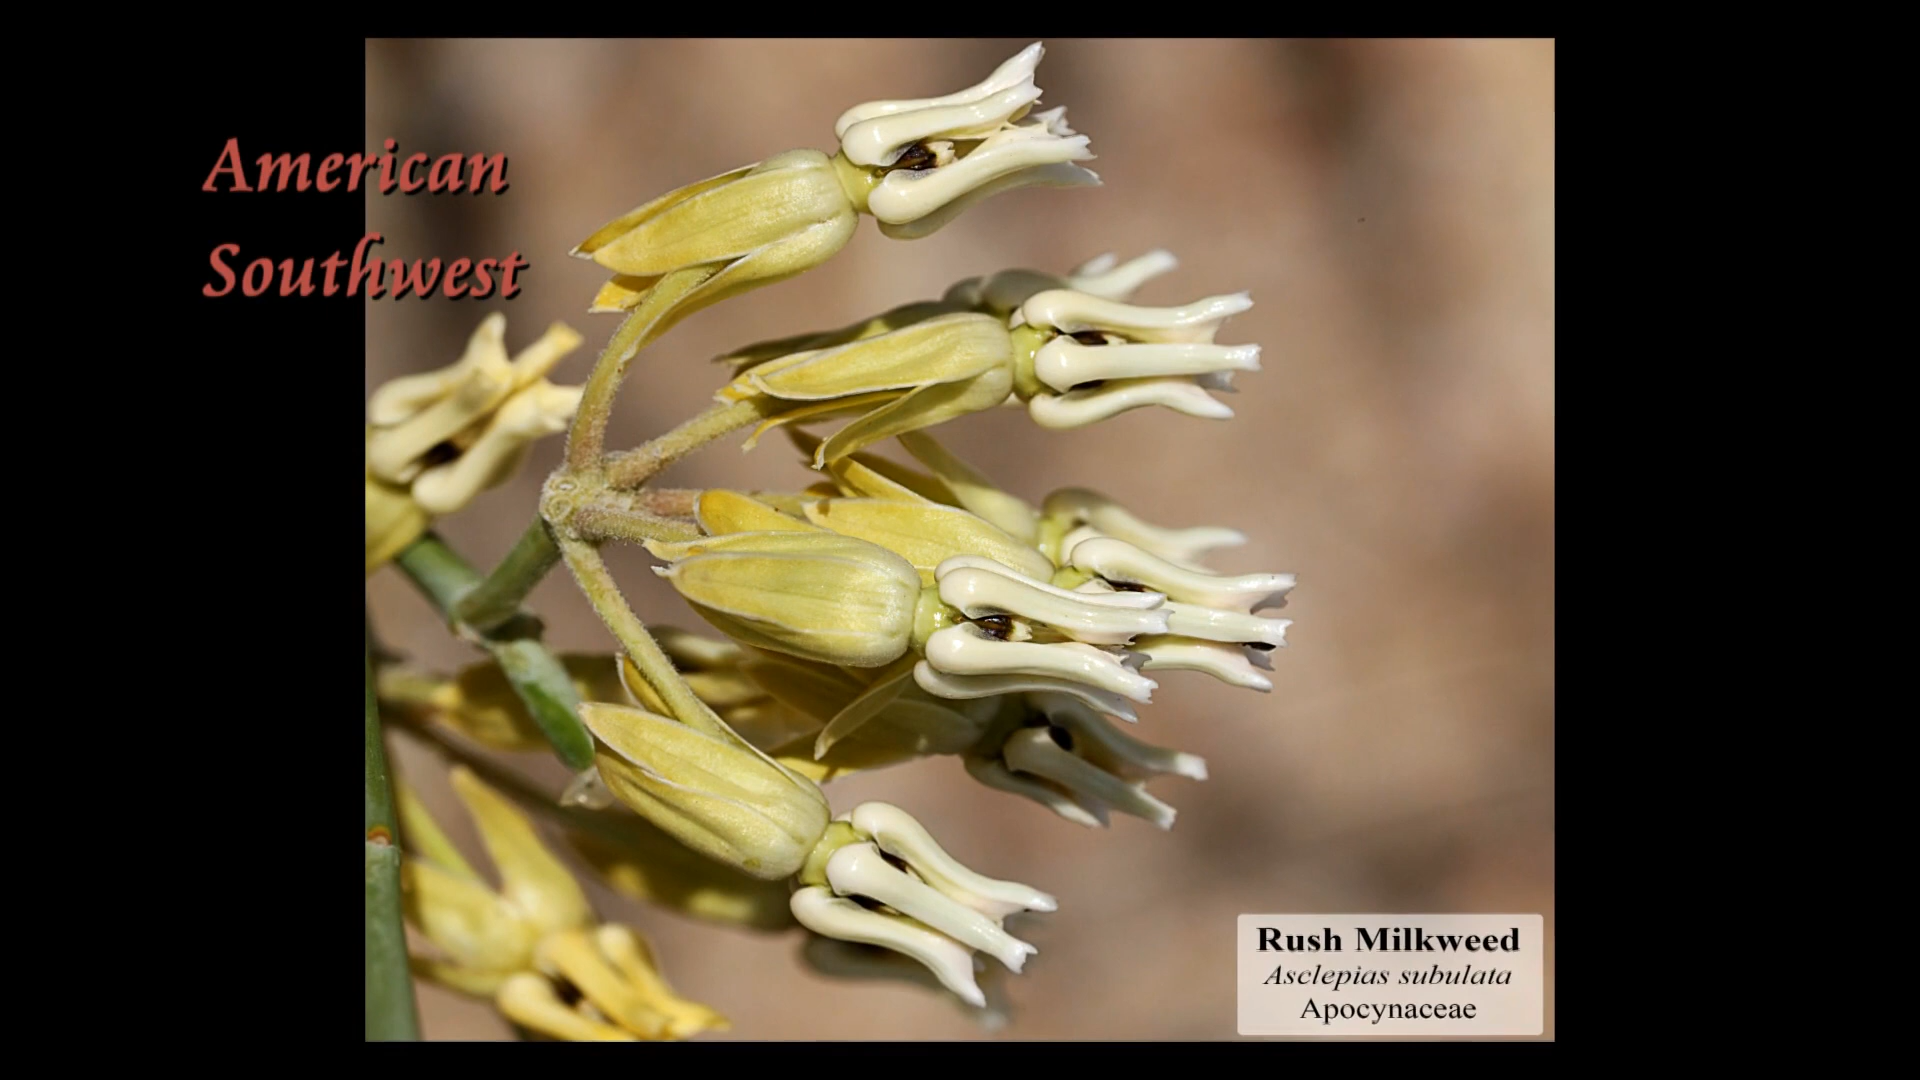 American
Southwest
Rush Milkweed
Asclepias subulata
Apocynaceae